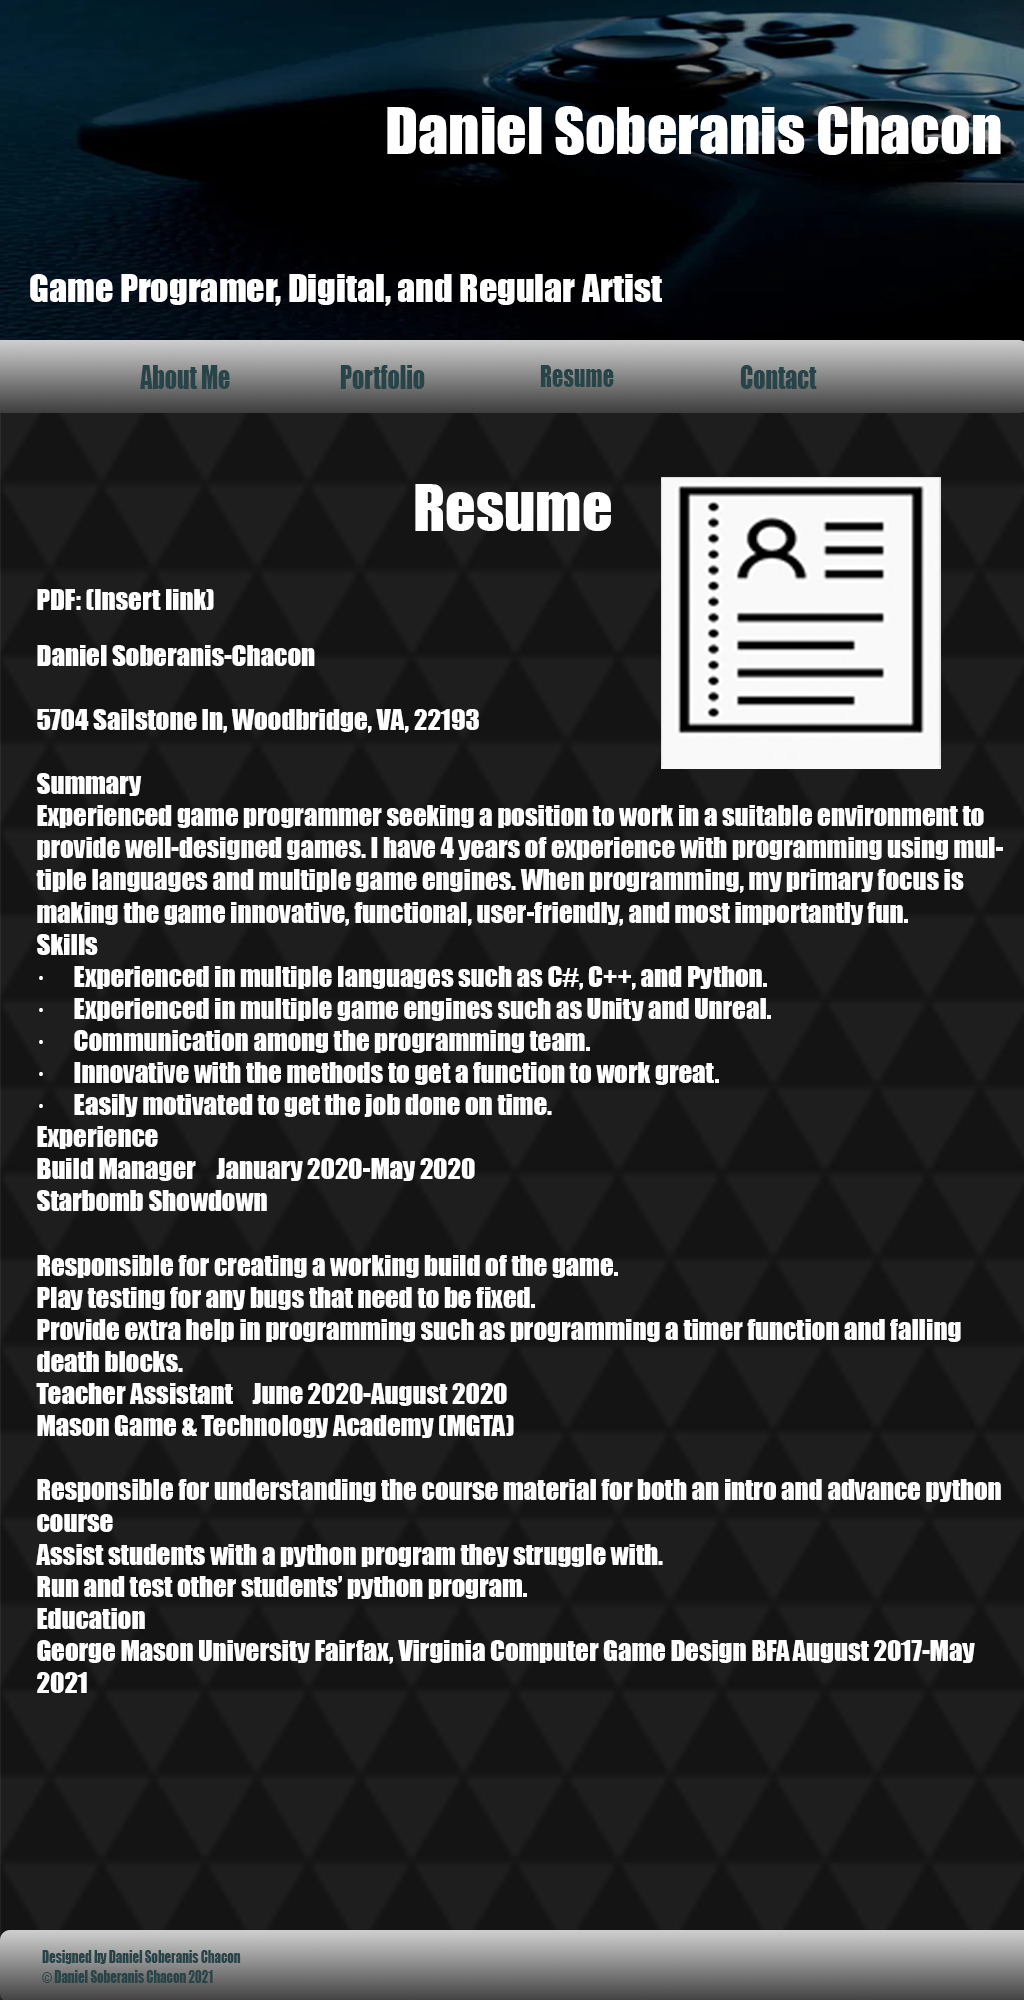 Daniel Soberanis Chacon
Game Programer, Digital, and Regular Artist
About Me Portfolio Resume Contact
Resume
PDF: (Insert link)
Daniel Soberanis-Chacon
5704 Sailstone ln, Woodbridge, VA, 22193
Summary
Experienced game programmer seeking a position to work in a suitable environment to
provide well-designed games. I have 4 years of experience with programming using mul-
tiple languages and multiple game engines. When programming, my primary focus is
making the game innovative, functional, user-friendly, and most importantly fun.
Skills
· Experienced in multiple languages such as C#, C++, and Python.
· Experienced in multiple game engines such as Unity and Unreal.
· Communication among the programming team.
· Innovative with the methods to get a function to work great.
· Easily motivated to get the job done on time.
Experience
Build Manager January 2020-May 2020
Starbomb Showdown
Responsible for creating a working build of the game.
Play testing for any bugs that need to be fixed.
Provide extra help in programming such as programming a timer function and falling
death blocks.
Teacher Assistant June 2020-August 2020
Mason Game & Technology Academy (MGTA)
Responsible for understanding the course material for both an intro and advance python
course
Assist students with a python program they struggle with.
Run and test other students’ python program.
Education
George Mason University Fairfax, Virginia Computer Game Design BFA August 2017-May
2021
Designed by Daniel Soberanis Chacon
© Daniel Soberanis Chacon 2021